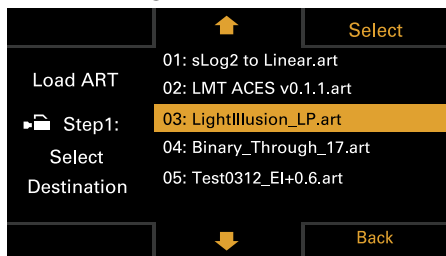 Select
Load ART
Step1:
Select
Destination
01: sLog2 to Linear.art
02: LMT ACES v0.1.1.art
03: LightIllusion_LP.art
04: Binary_Through_17.art
05: Test0312_EI+0.6.art
Back